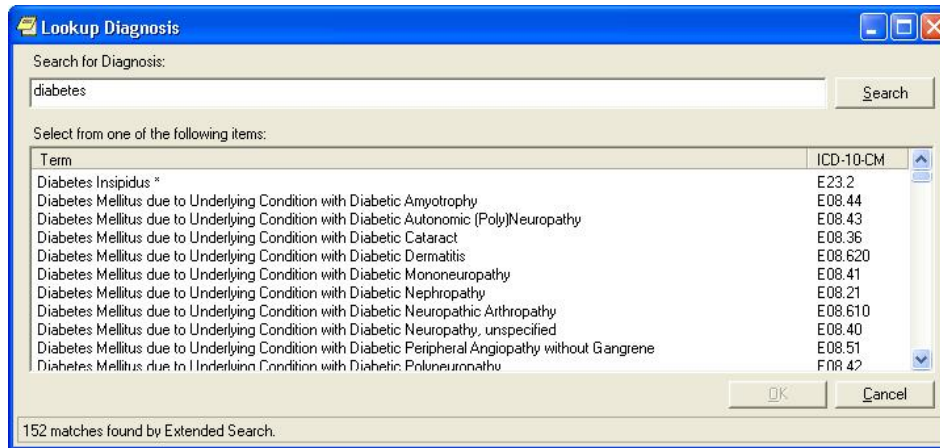 Lookup Diagnosis
Search for Diagnosis:
diabetes
Search
Select from one of the following items:
Term ICD-10-CM
Diabetes Insipidus * E23.2
Diabetes Mellitus due to Underlying Condition with Diabetic Amyotrophy E08.44
Diabetes Mellitus due to Underlying Condition with Diabetic Autonomic (Poly)Neuropathy E08.43
Diabetes Mellitus due to Underlying Condition with Diabetic Cataract E08.36
Diabetes Mellitus due to Underlying Condition with Diabetic Dermatitis E08.620
Diabetes Mellitus due to Underlying Condition with Diabetic Mononeuropathy E08.41
Diabetes Mellitus due to Underlying Condition with Diabetic Nephropathy E08.21
Diabetes Mellitus due to Underlying Condition with Diabetic Neuropathic Arthropathy E08.610
Diabetes Mellitus due to Underlying Condition with Diabetic Neuropathy, unspecified E08.40
Diabetes Mellitus due to Underlying Condition with Diabetic Peripheral Angiopathy without Gangrene E08.51
Diabetes Mellitus due to Underlying Condition with Diabetic Polyneuropathy E08.42
OK Cancel
152 matches found by Extended Search.